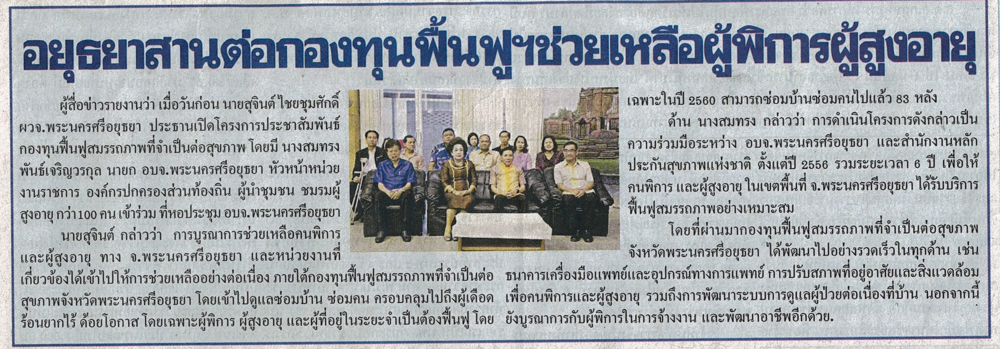 อยุธยาสานต่อกองทุนฟื้นฟูฯช่วยเหลือผู้พิการผู้สูงอายุ
ผู้สื่อข่าวรายงานว่า เมื่อวันก่อน นายสุจินต์ ไชยชุมศักดิ์
ผวจ.พระนครศรีอยุธยา ประธานเปิดโครงการประชาสัมพันธ์
กองทุนฟื้นฟูสมรรถภาพที่จำเป็นต่อสุขภาพ โดยมี นางสมทรง
พันธ์เจริญวรกุล นายก อบจ.พระนครศรีอยุธยา หัวหน้าหน่วย
งานราชการ องค์กรปกครองส่วนท้องถิ่น ผู้นำชุมชน ชมรมผู้
สูงอายุ กว่า 100 คน เข้าร่วม ที่หอประชุม อบจ.พระนครศรีอยุธยา
นายสุจินต์ กล่าวว่า การบูรณาการช่วยเหลือคนพิการ
และผู้สูงอายุ ทาง จ.พระนครศรีอยุธยา และหน่วยงานที่
เกี่ยวข้องได้เข้าไปให้การช่วยเหลืออย่างต่อเนื่อง ภายใต้กองทุนฟื้นฟูสมรรถภาพที่จำเป็นต่อ
สุขภาพจังหวัดพระนครศรีอยุธยา โดยเข้าไปดูแลซ่อมบ้าน ซ่อมคน ครอบคลุมไปถึงผู้เดือด
ร้อนยากไร้ ด้อยโอกาส โดยเฉพาะผู้พิการ ผู้สูงอายุ และผู้ที่อยู่ในระยะจำเป็นต้องฟื้นฟู โดย
เฉพาะในปี 2560 สามารถซ่อมบ้านซ่อมคนไปแล้ว 83 หลัง
ด้าน นางสมทรง กล่าวว่า การดำเนินโครงการดังกล่าวเป็น
ความร่วมมือระหว่าง อบจ.พระนครศรีอยุธยา และสำนักงานหลัก
ประกันสุขภาพแห่งชาติ ตั้งแต่ปี 2556 รวมระยะเวลา 6 ปี เพื่อให้
คนพิการ และผู้สูงอายุ ในเขตพื้นที่ จ.พระนครศรีอยุธยา ได้รับบริการ
ฟื้นฟูสมรรถภาพอย่างเหมาะสม
โดยที่ผ่านมากองทุนฟื้นฟูสมรรถภาพที่จำเป็นต่อสุขภาพ
จังหวัดพระนครศรีอยุธยา ได้พัฒนาไปอย่างรวดเร็วในทุกด้าน เช่น
ธนาคารเครื่องมือแพทย์และอุปกรณ์ทางการแพทย์ การปรับสภาพที่อยู่อาศัยและสิ่งแวดล้อม
เพื่อคนพิการและผู้สูงอายุ รวมถึงการพัฒนาระบบการดูแลผู้ป่วยต่อเนื่องที่บ้าน นอกจากนี้
ยังบูรณาการกับผู้พิการในการจ้างงาน และพัฒนาอาชีพอีกด้วย.